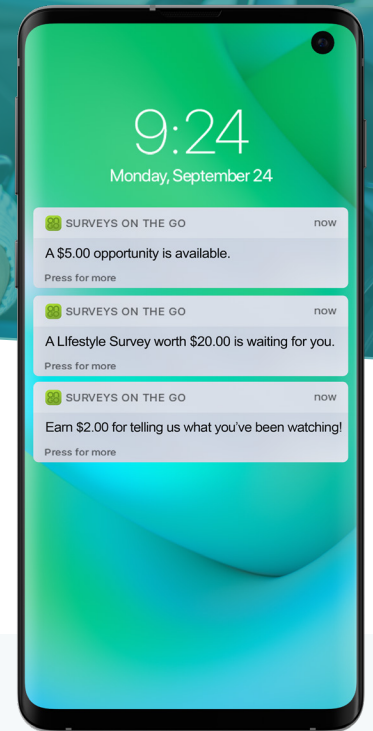 9:24
Monday, September 24
SURVEYS ON THE GO now
A $5.00 opportunity is available.
Press for more
SURVEYS ON THE GO now
A LIfestyle Survey worth $20.00 is waiting for you.
Press for more
SURVEYS ON THE GO now
Earn $2.00 for telling us what you've been watching!
Press for more